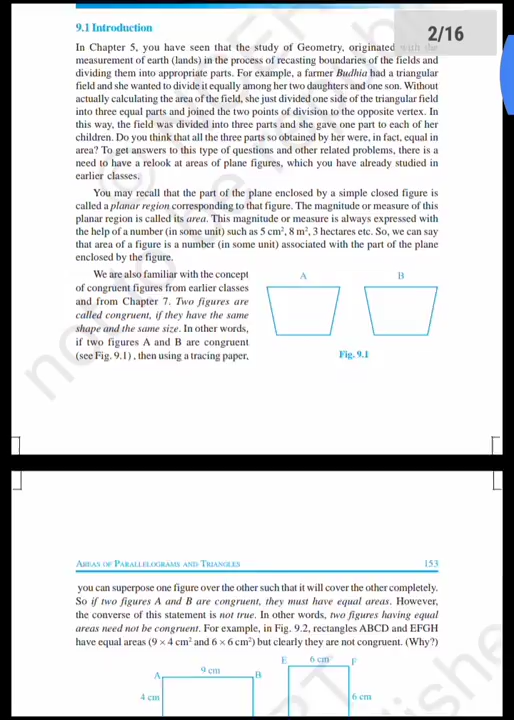 9.1 Introduction
2/16
In Chapter 5, you have seen that the study of Geometry, originated with the
measurement of earth (lands) in the process of recasting boundaries of the fields and
dividing them into appropriate parts. For example, a farmer Budhia had a triangular
field and she wanted to divide it equally among her two daughters and one son. Without
actually calculating the area of the field, she just divided one side of the triangular field
into three equal parts and joined the two points of division to the opposite vertex. In
this way, the field was divided into three parts and she gave one part to each of her
children. Do you think that all the three parts so obtained by her were, in fact, equal in
area? To get answers to this type of questions and other related problems, there is a
need to have a relook at areas of plane figures, which you have already studied in
earlier classes.
You may recall that the part of the plane enclosed by a simple closed figure is
called a planar region corresponding to that figure. The magnitude or measure of this
planar region is called its area. This magnitude or measure is always expressed with
the help of a number (in some unit) such as 5 cm², 8 m², 3 hectares etc. So, we can say
that area of a figure is a number (in some unit) associated with the part of the plane
enclosed by the figure.
We are also familiar with the concept
of congruent figures from earlier classes
and from Chapter 7. Two figures are
called congruent, if they have the same
shape and the same size. In other words,
if two figures A and B are congruent
(see Fig. 9.1) , then using a tracing paper,
A B
Fig. 9.1
AREAS OF PARALLELOGRAMS AND TRIANGLES 153
you can superpose one figure over the other such that it will cover the other completely.
So if two figures A and B are congruent, they must have equal areas. However,
the converse of this statement is not true. In other words, two figures having equal
areas need not be congruent. For example, in Fig. 9.2, rectangles ABCD and EFGH
have equal areas (9 × 4 cm² and 6 × 6 cm²) but clearly they are not congruent. (Why?)
E 6 cm F
A 9 cm B
4 cm 6 cm